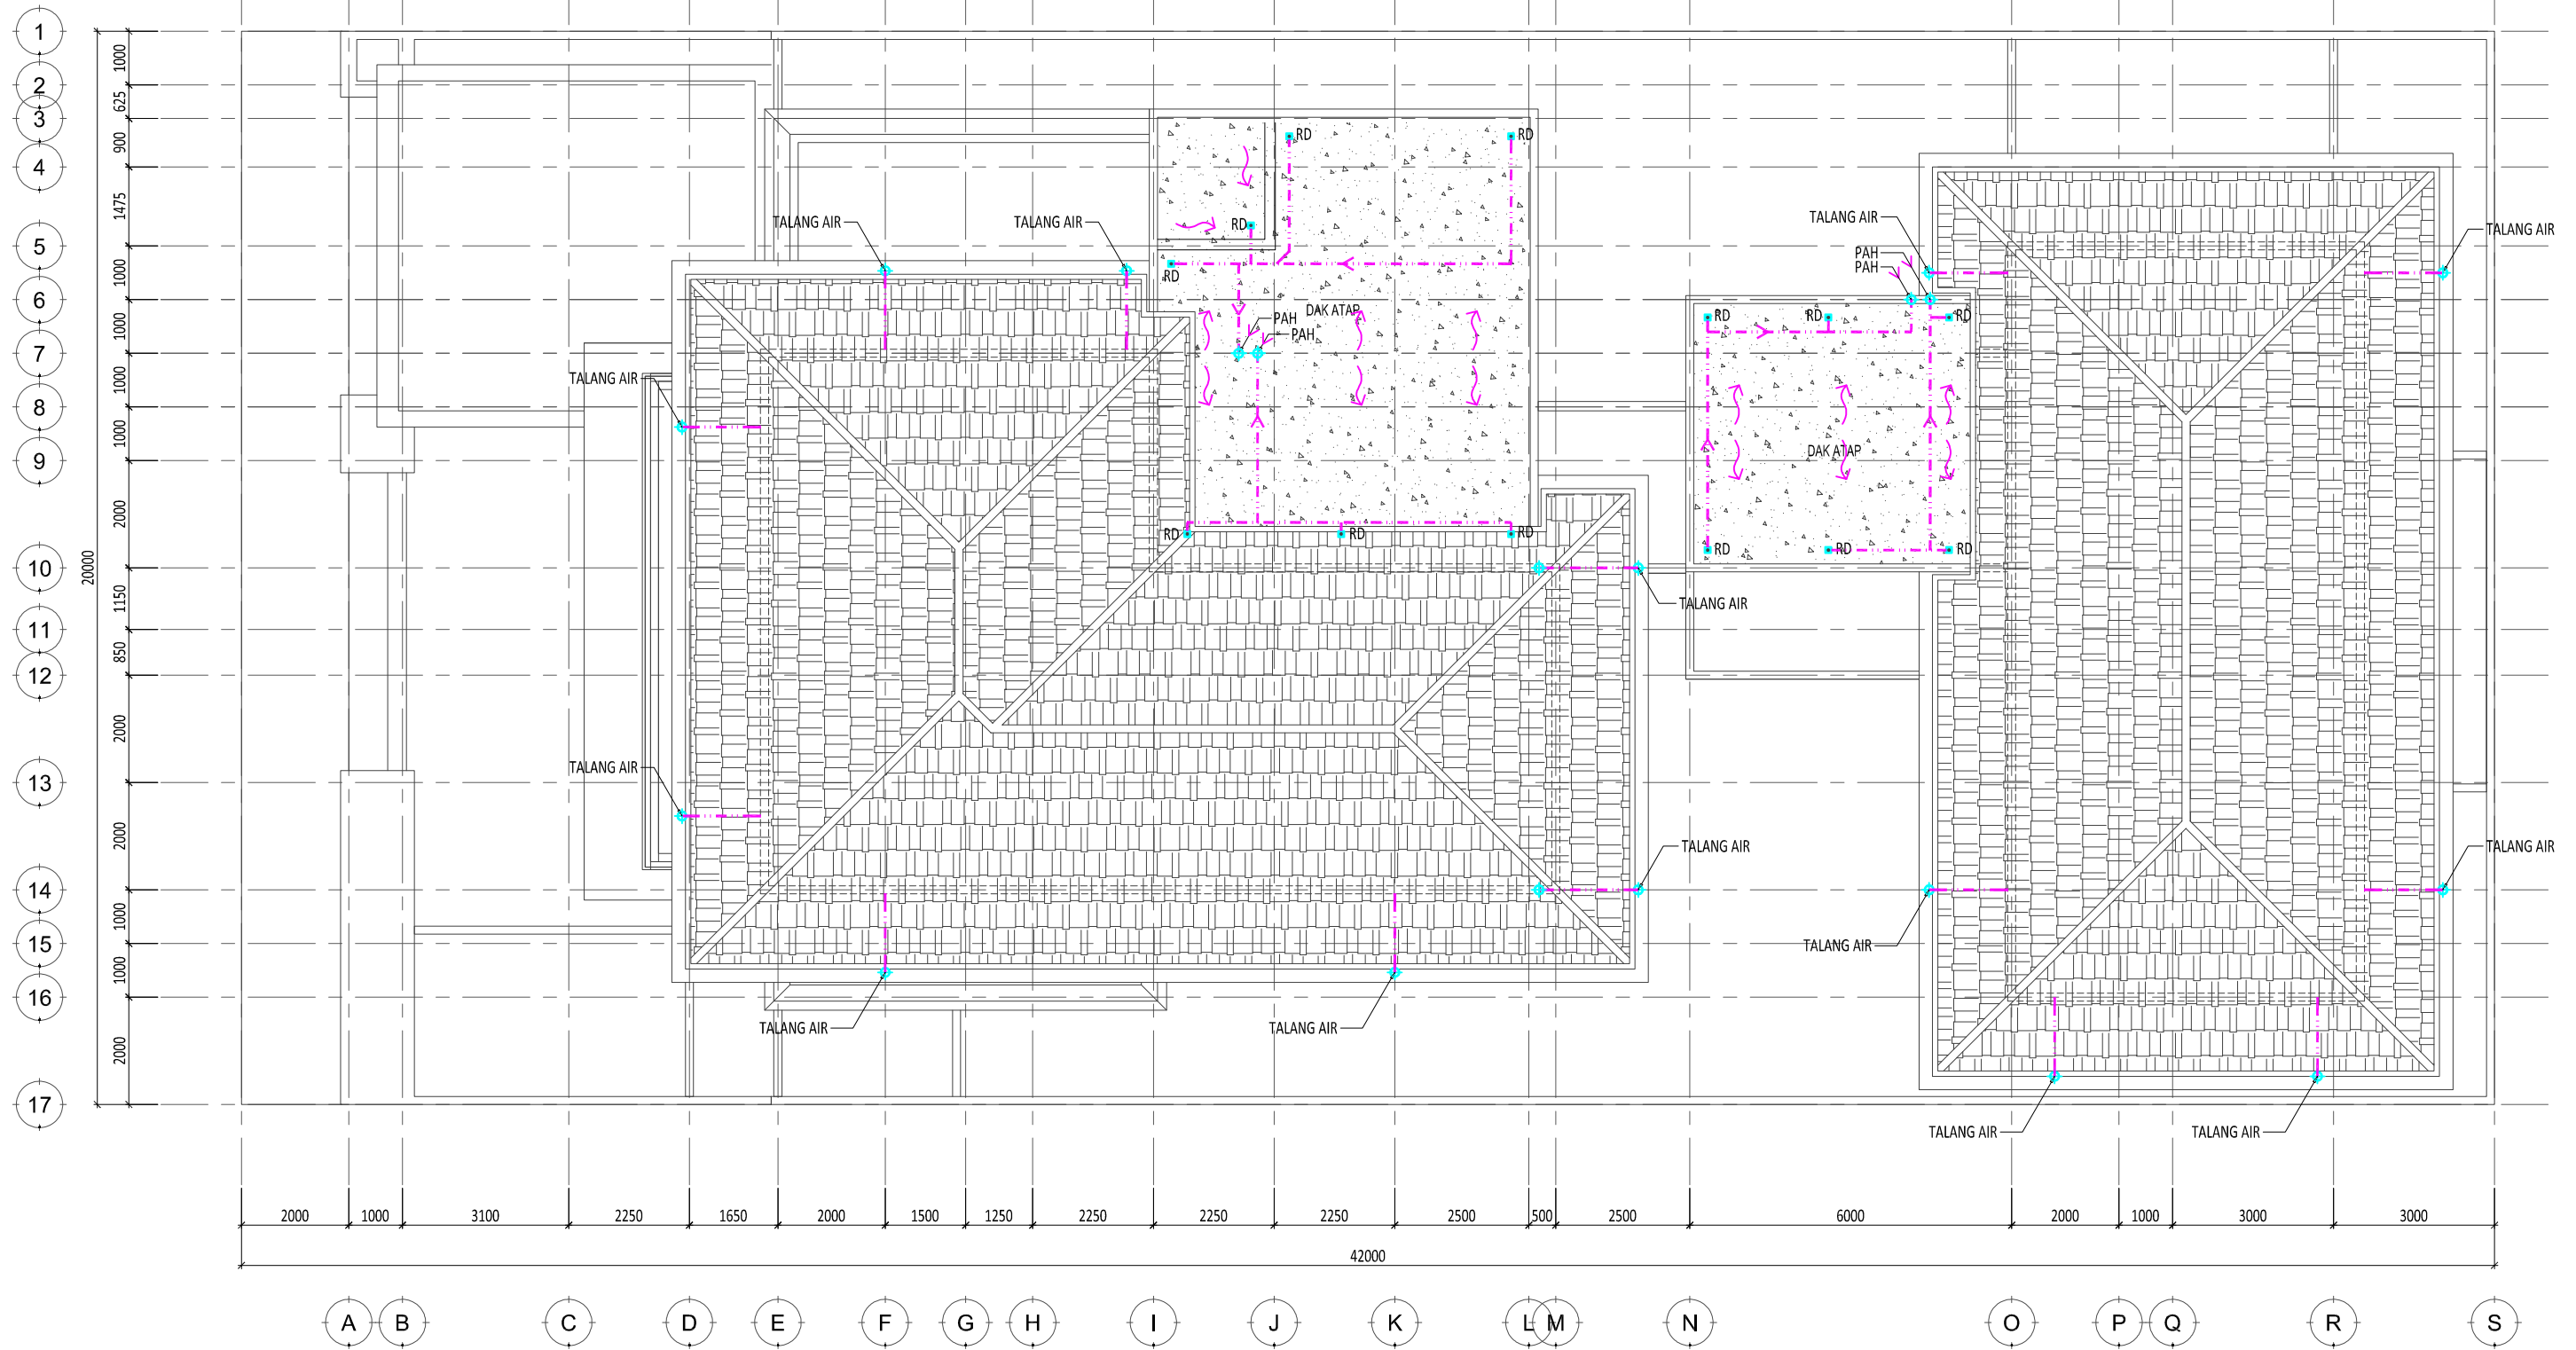 1
2
3
4
5
6
7
8
9
10
11
12
13
14
15
16
17
1000
625
900
1475
1000
1000
1000
1000
2000
1150
850
2000
2000
1000
1000
2000
20000
RD
RD
RD
RD
TALANG AIR
TALANG AIR
TALANG AIR
TALANG AIR
PAH
PAH
DAK ATAP
PAH
PAH
RD
RD
RD
TALANG AIR
DAK ATAP
RD
RD
RD
RD
RD
RD
TALANG AIR
TALANG AIR
TALANG AIR
TALANG AIR
TALANG AIR
TALANG AIR
TALANG AIR
TALANG AIR
TALANG AIR
2000 1000 3100 2250 1650 2000 1500 1250 2250 2250 2250 2500 500 2500 6000 2000 1000 3000 3000
42000
A B C D E F G H I J K L M N O P Q R S